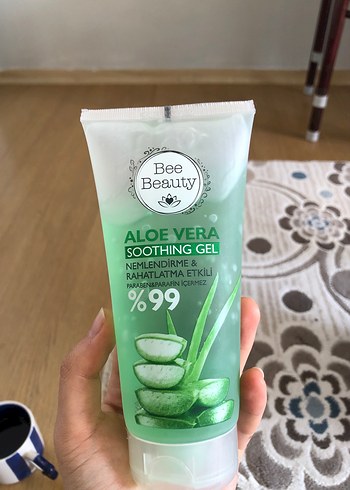 Bee
Beauty
ALOE VERA
SOOTHING GEL
NEMLENDİRME &
RAHATLATMA ETKİLİ
PARABEN&PARAFİN İÇERMEZ
%99